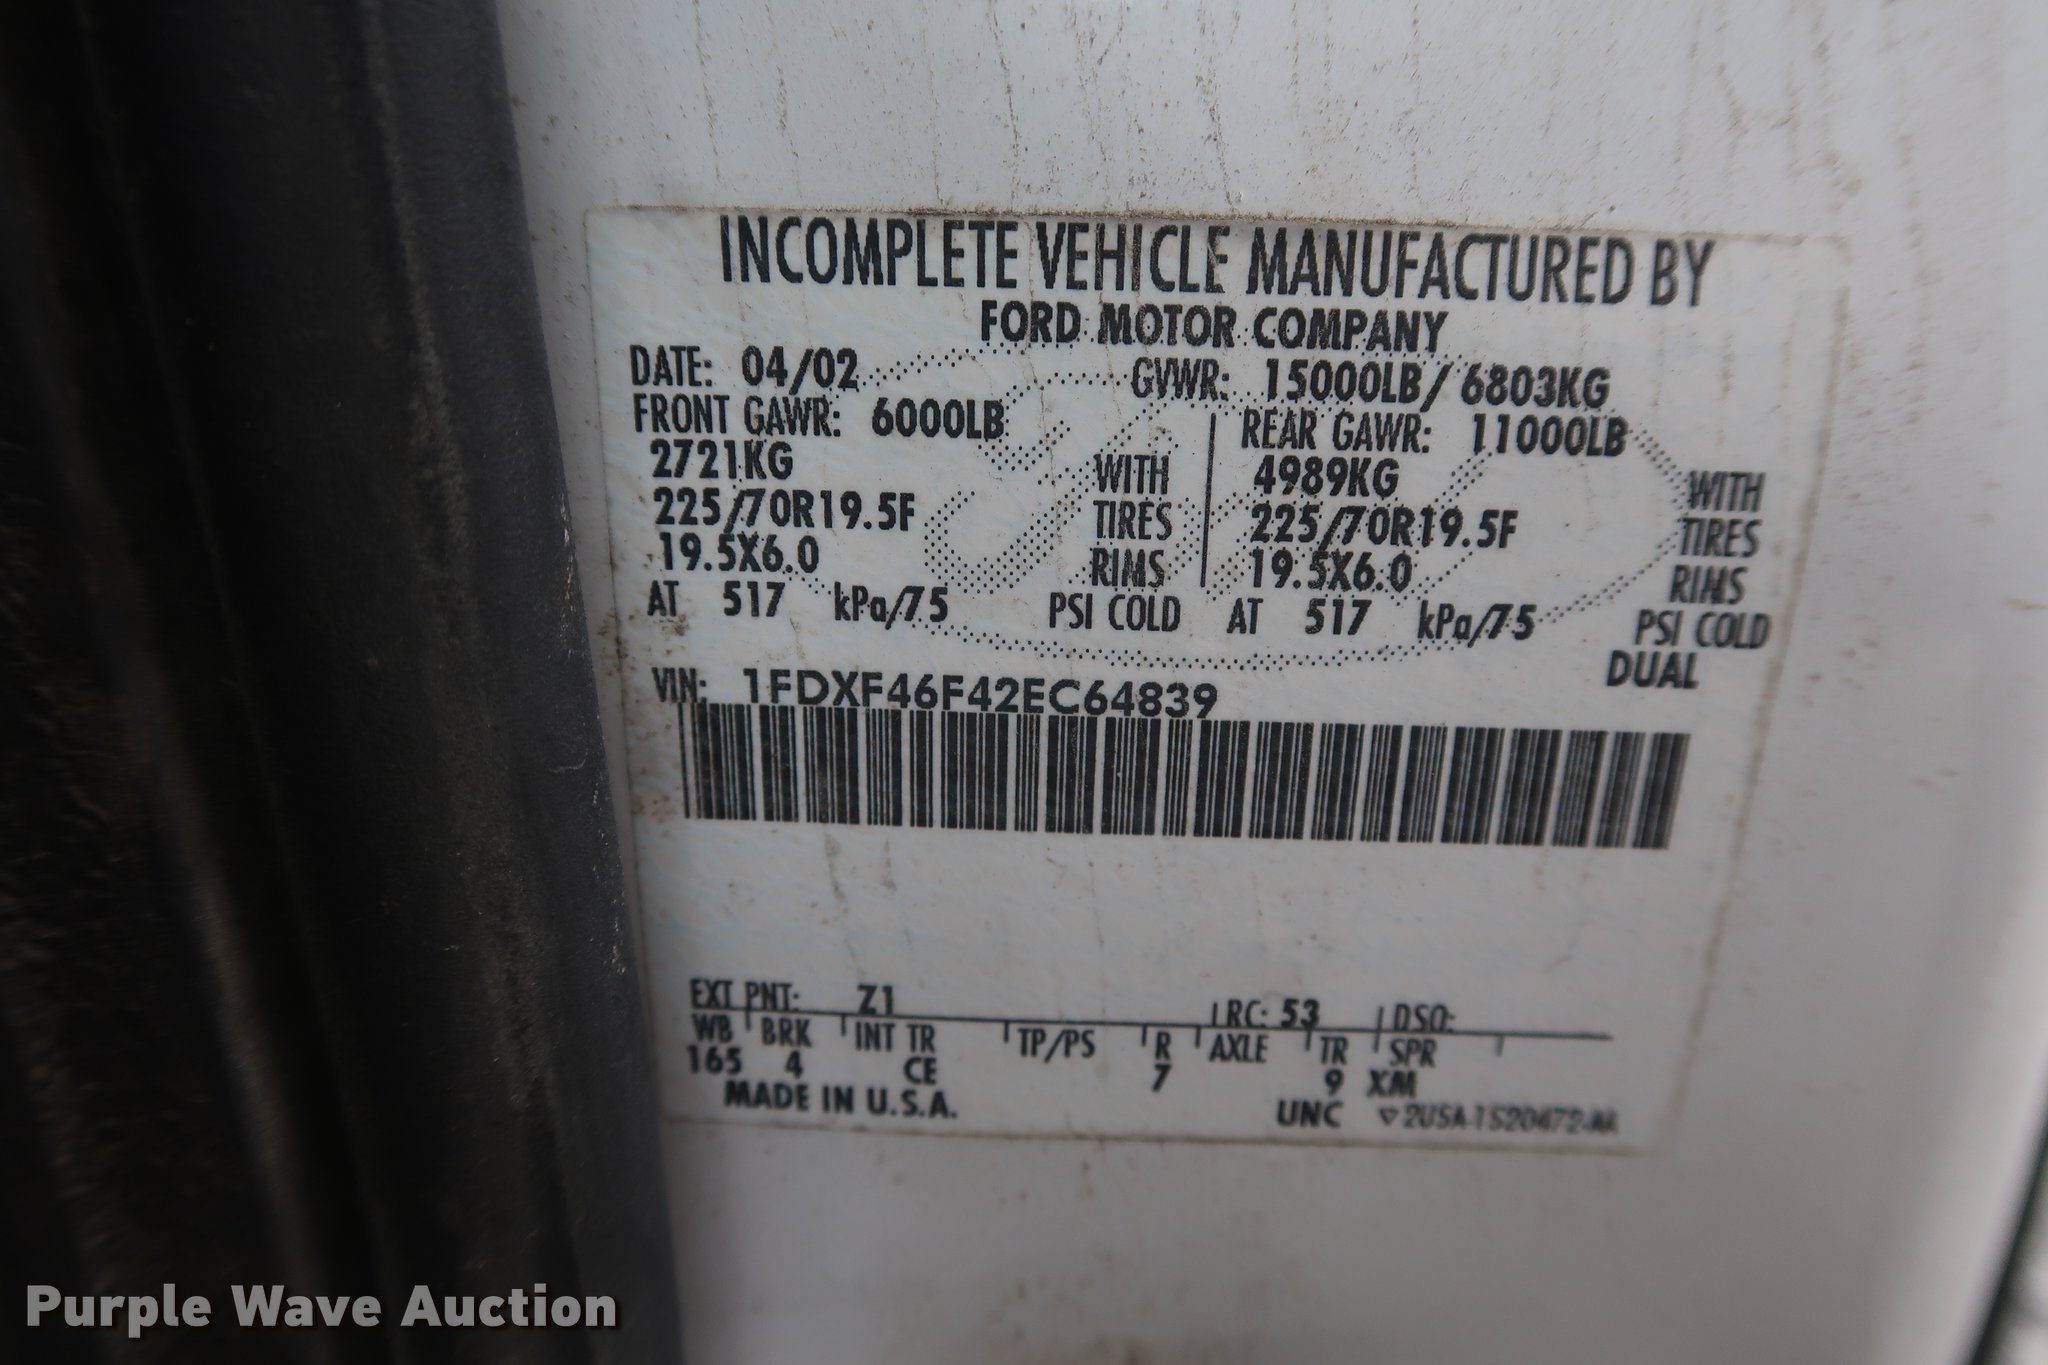 INCOMPLETE VEHICLE MANUFACTURED BY
FORD MOTOR COMPANY
DATE: 04/02 GVWR: 15000LB/ 6803KG
FRONT GAWR: 6000LB REAR GAWR: 11000LB
2721KG WITH 4989KG WITH
225/70R19.5F TIRES 225/70R19.5F TIRES
19.5X6.0 RIMS 19.5X6.0 RIMS
AT 517 kPa/75 PSI COLD AT 517 kPa/75 PSI COLD
DUAL
VIN: 1FDXF46F42EC64839
EXT PNT: Z1 RC: 53 DSO:
WB BRK INT TR TP/PS R AXLE TR SPR
165 4 CE 7 9 XM
MADE IN U.S.A. UNC
Purple Wave Auction